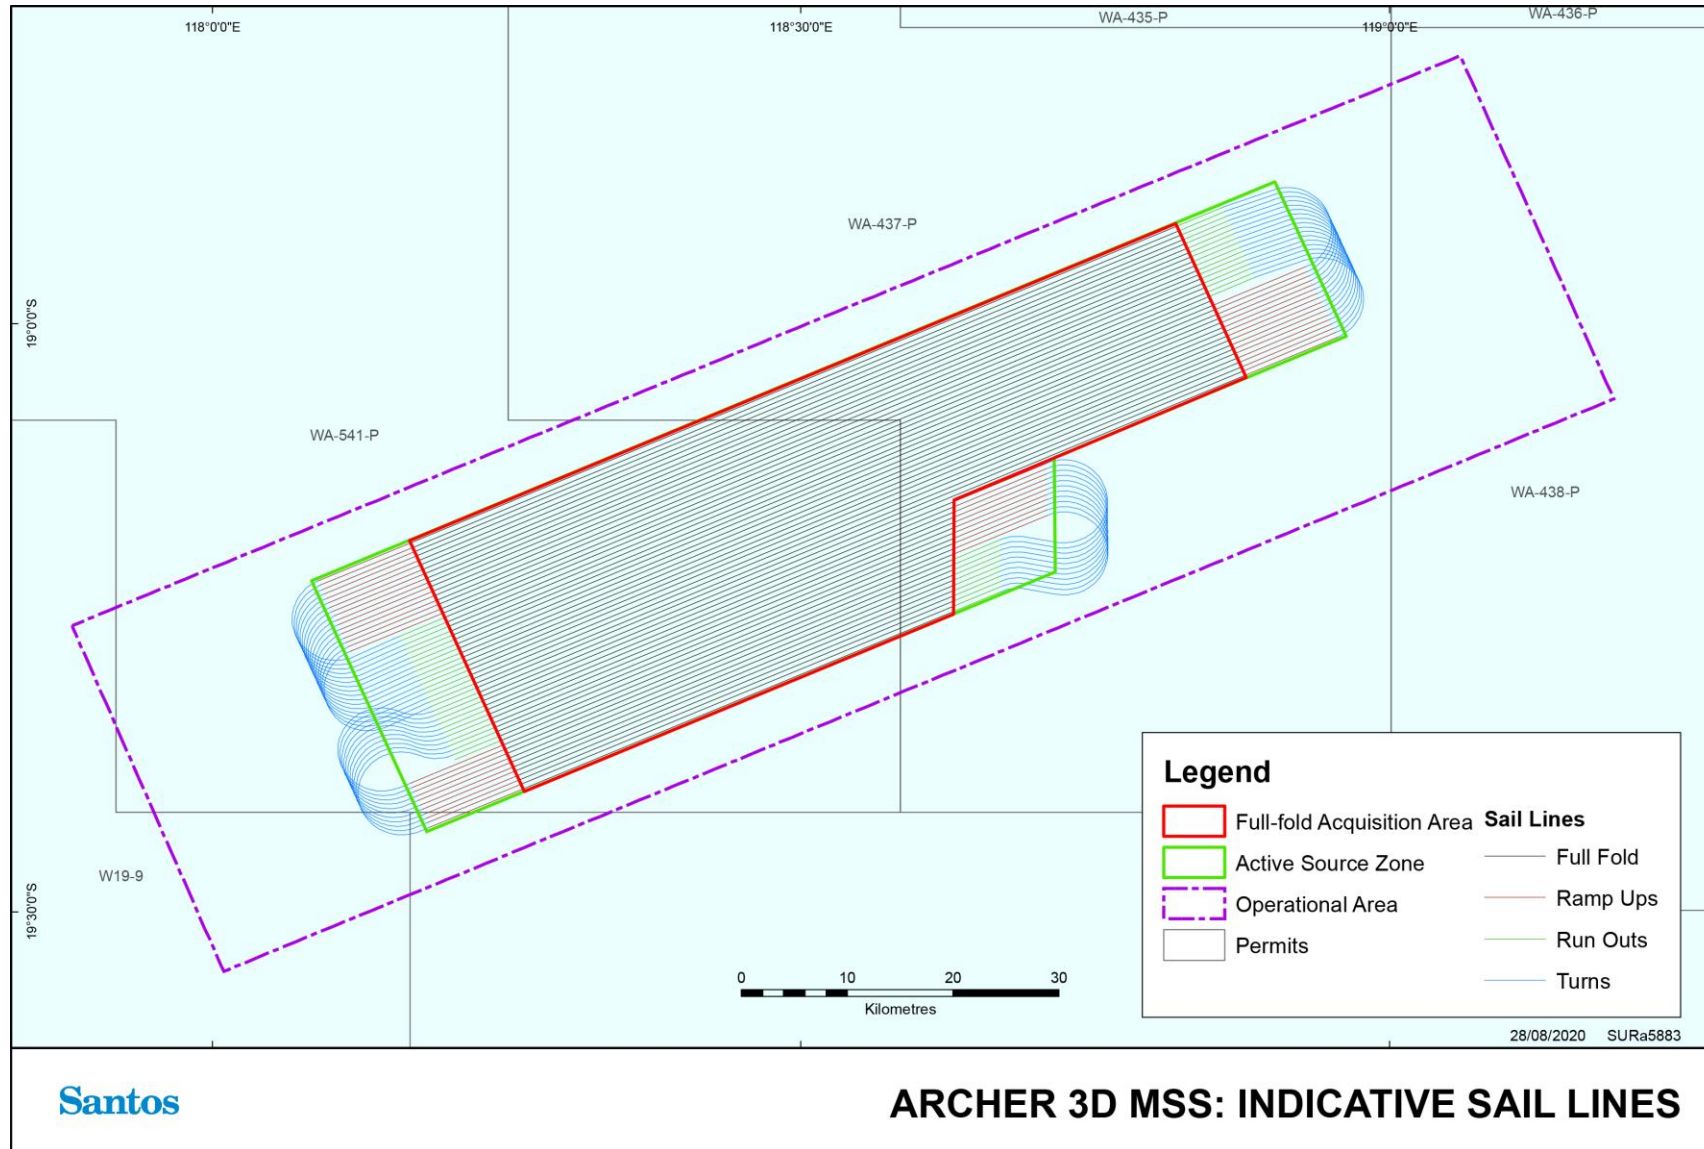 118°0'0"E
118°30'0"E
WA-435-P
119°0'0"E
WA-436-P
WA-437-P
19°0'0"S
WA-541-P
WA-438-P
W19-9
19°30'0"S
0 10 20 30
Kilometres
Legend
Full-fold Acquisition Area
Active Source Zone
Operational Area
Permits
Sail Lines
Full Fold
Ramp Ups
Run Outs
Turns
28/08/2020 SURa5883
Santos
ARCHER 3D MSS: INDICATIVE SAIL LINES